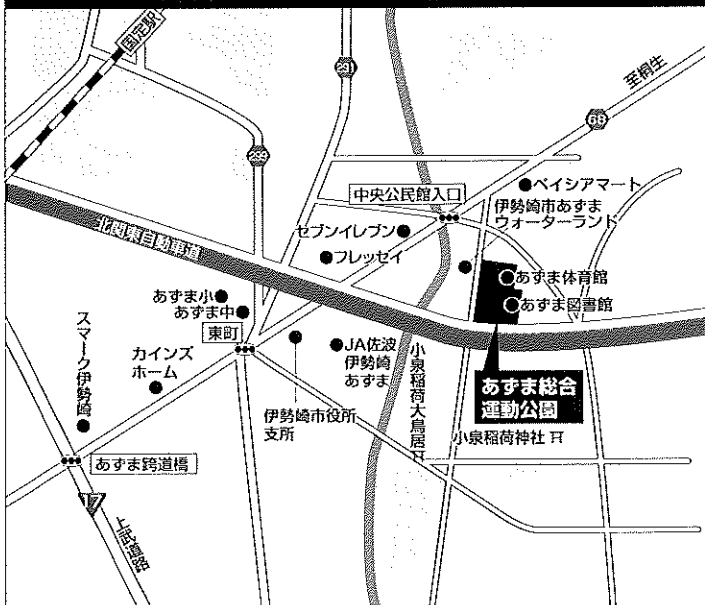 国定駅
291
至桐生
68
293
ベイシアマート
中央公民館入口
伊勢崎市あずま
ウォーターランド
セブンイレブン
フレッセイ
北関東自動車道
あずま体育館
あずま小
あずま図書館
あずま中
スマーク伊勢崎
東町
カインズ
ホーム
JA佐波
伊勢崎
あずま
小泉稲荷大鳥居
あずま総合
運動公園
伊勢崎市役所
支所
小泉稲荷神社
あずま跨道橋
17
上武道路